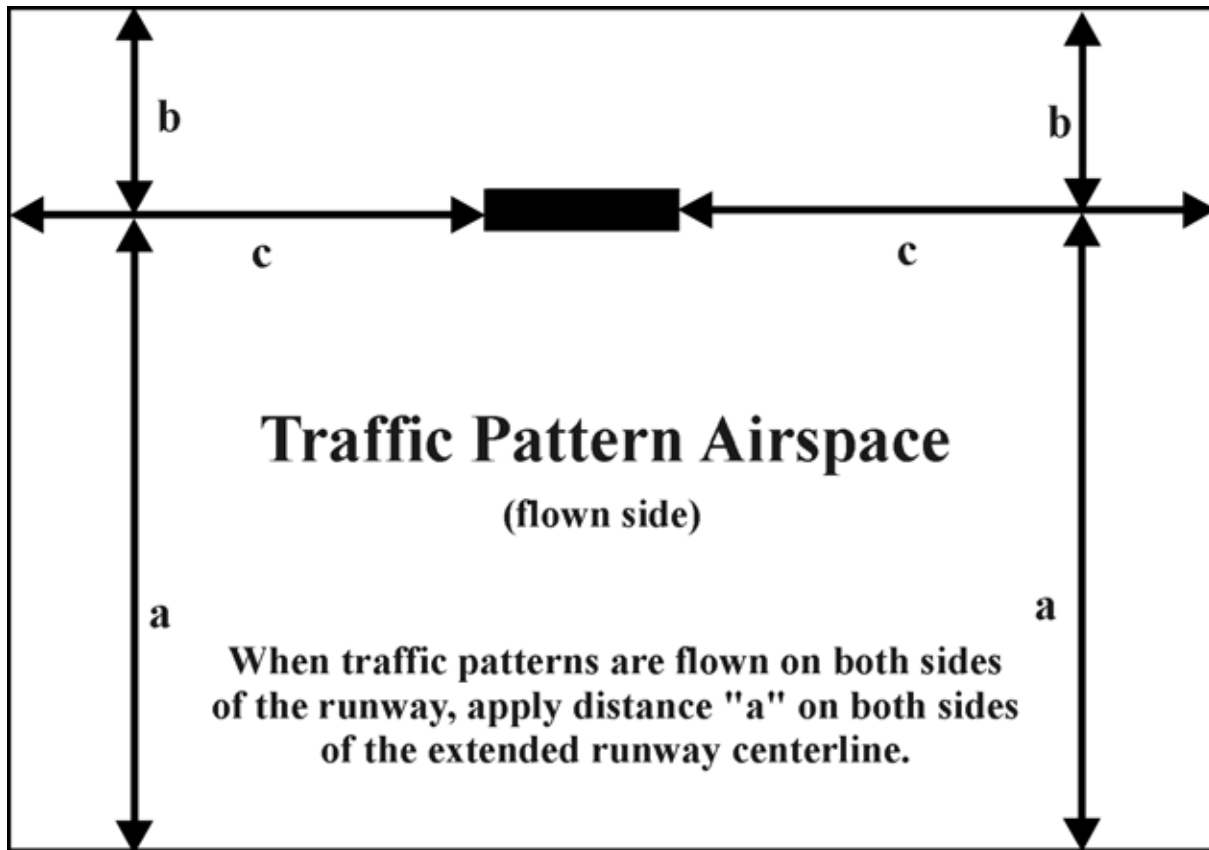 b
b
c
c
Traffic Pattern Airspace
(flown side)
a
a
When traffic patterns are flown on both sides
of the runway, apply distance "a" on both sides
of the extended runway centerline.